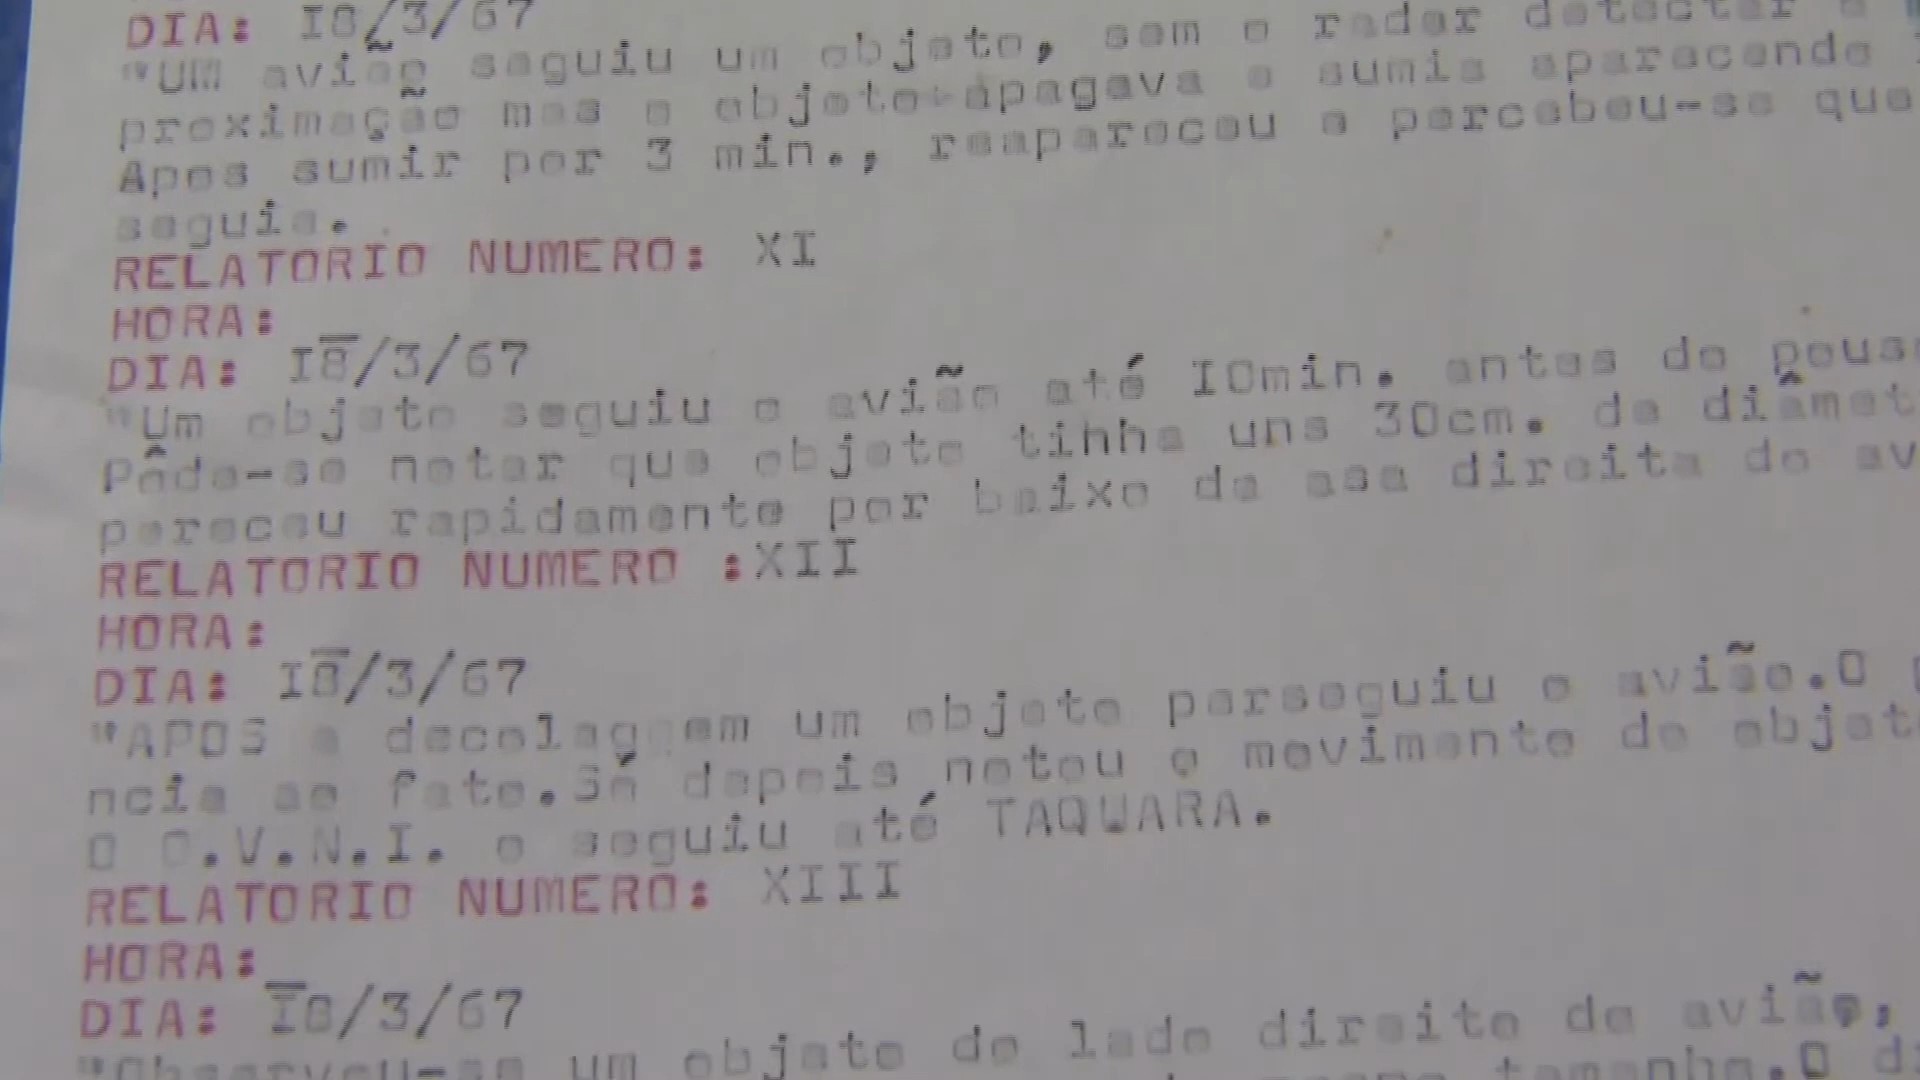 DIA: I8/3/67
"UM avião seguiu um objeto, sem o radar detectar a
proximação mas o objeto apagava e sumia aparecendo
Apos sumir por 3 min., reapareceu e percebeu-se que
seguia.
RELATORIO NUMERO: XI
HORA:
DIA: I8/3/67
"Um objeto seguiu o avião até I0min. antes do pous
Pôde-se notar que objeto tinha uns 30cm. de diâmet
pareceu rapidamente por baixo da asa direita do av
RELATORIO NUMERO :XII
HORA:
DIA: I8/3/67
"APOS a decolagem um objeto perseguiu o avião.O
ncia ao fato.Só depois notou o movimento do objet
O O.V.N.I. o seguiu até TAQUARA.
RELATORIO NUMERO: XIII
HORA:
DIA: I8/3/67
"Observou-se um objeto do lado direito do avião,
tamanho.O di